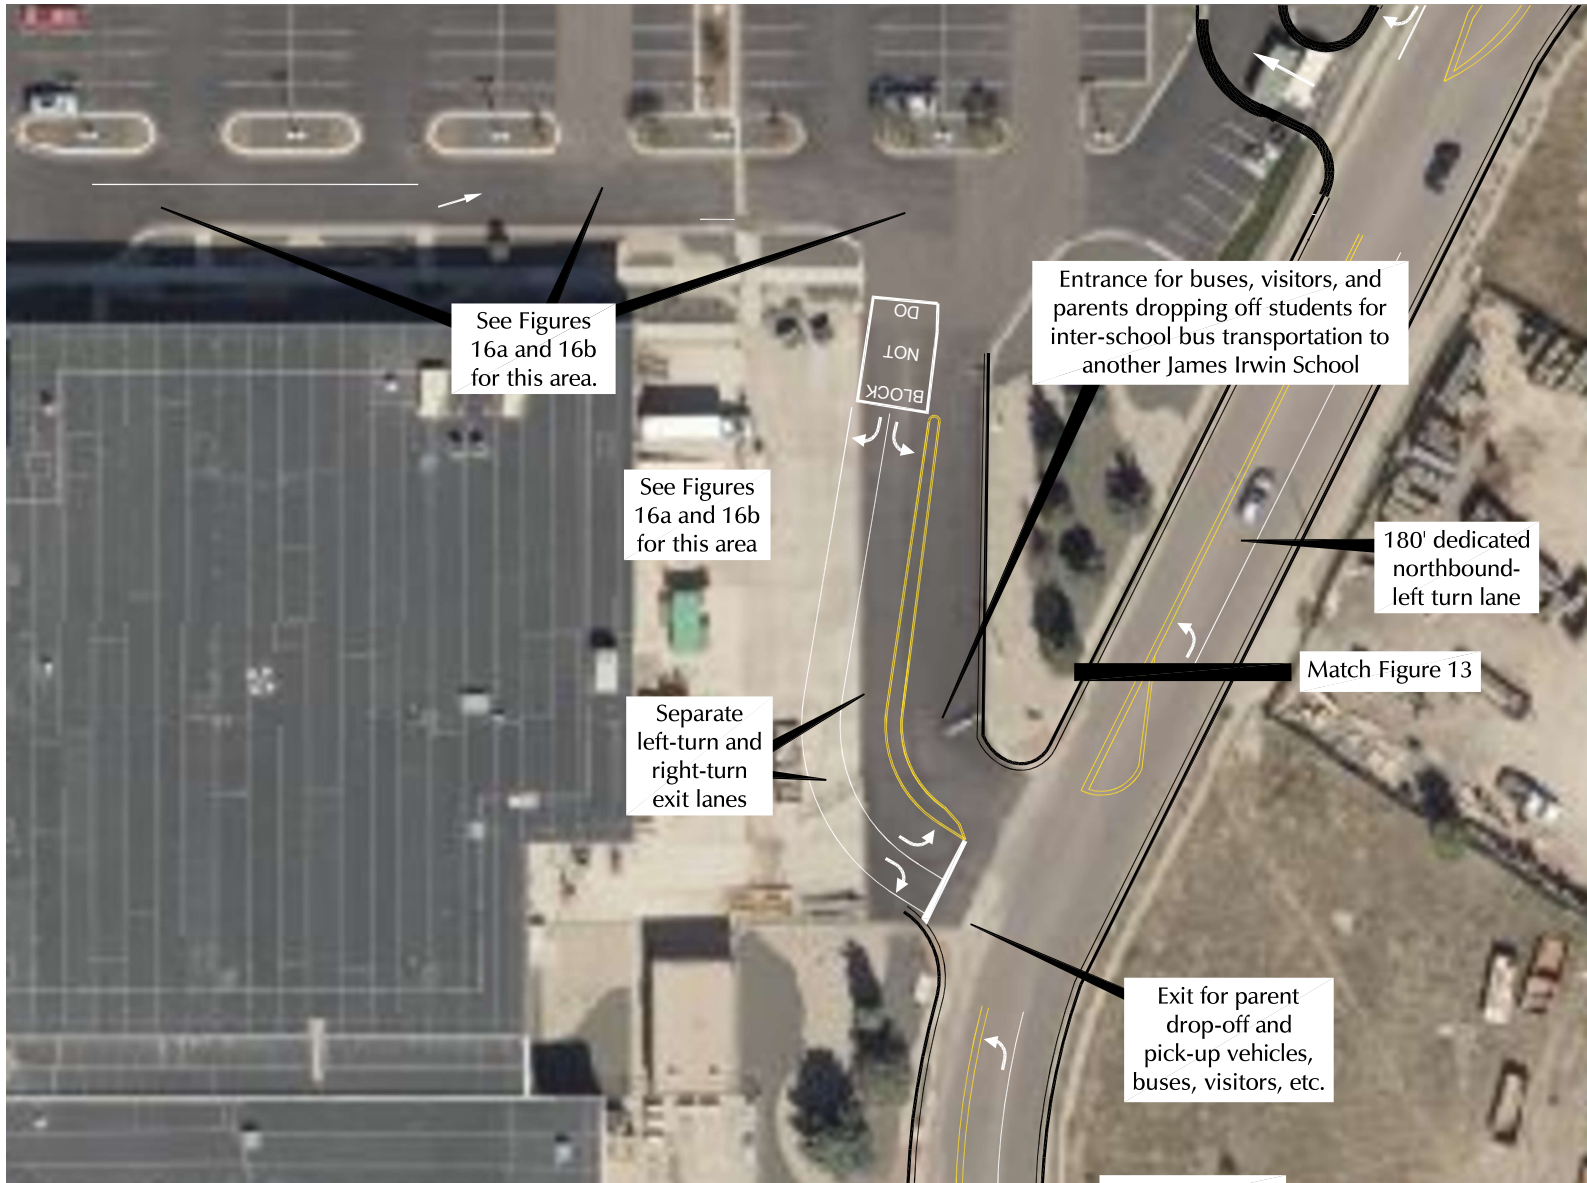 See Figures
16a and 16b
for this area.
Entrance for buses, visitors, and
parents dropping off students for
inter-school bus transportation to
another James Irwin School
DO
NOT
BLOCK
See Figures
16a and 16b
for this area
180' dedicated
northbound-
left turn lane
Match Figure 13
Separate
left-turn and
right-turn
exit lanes
Exit for parent
drop-off and
pick-up vehicles,
buses, visitors, etc.